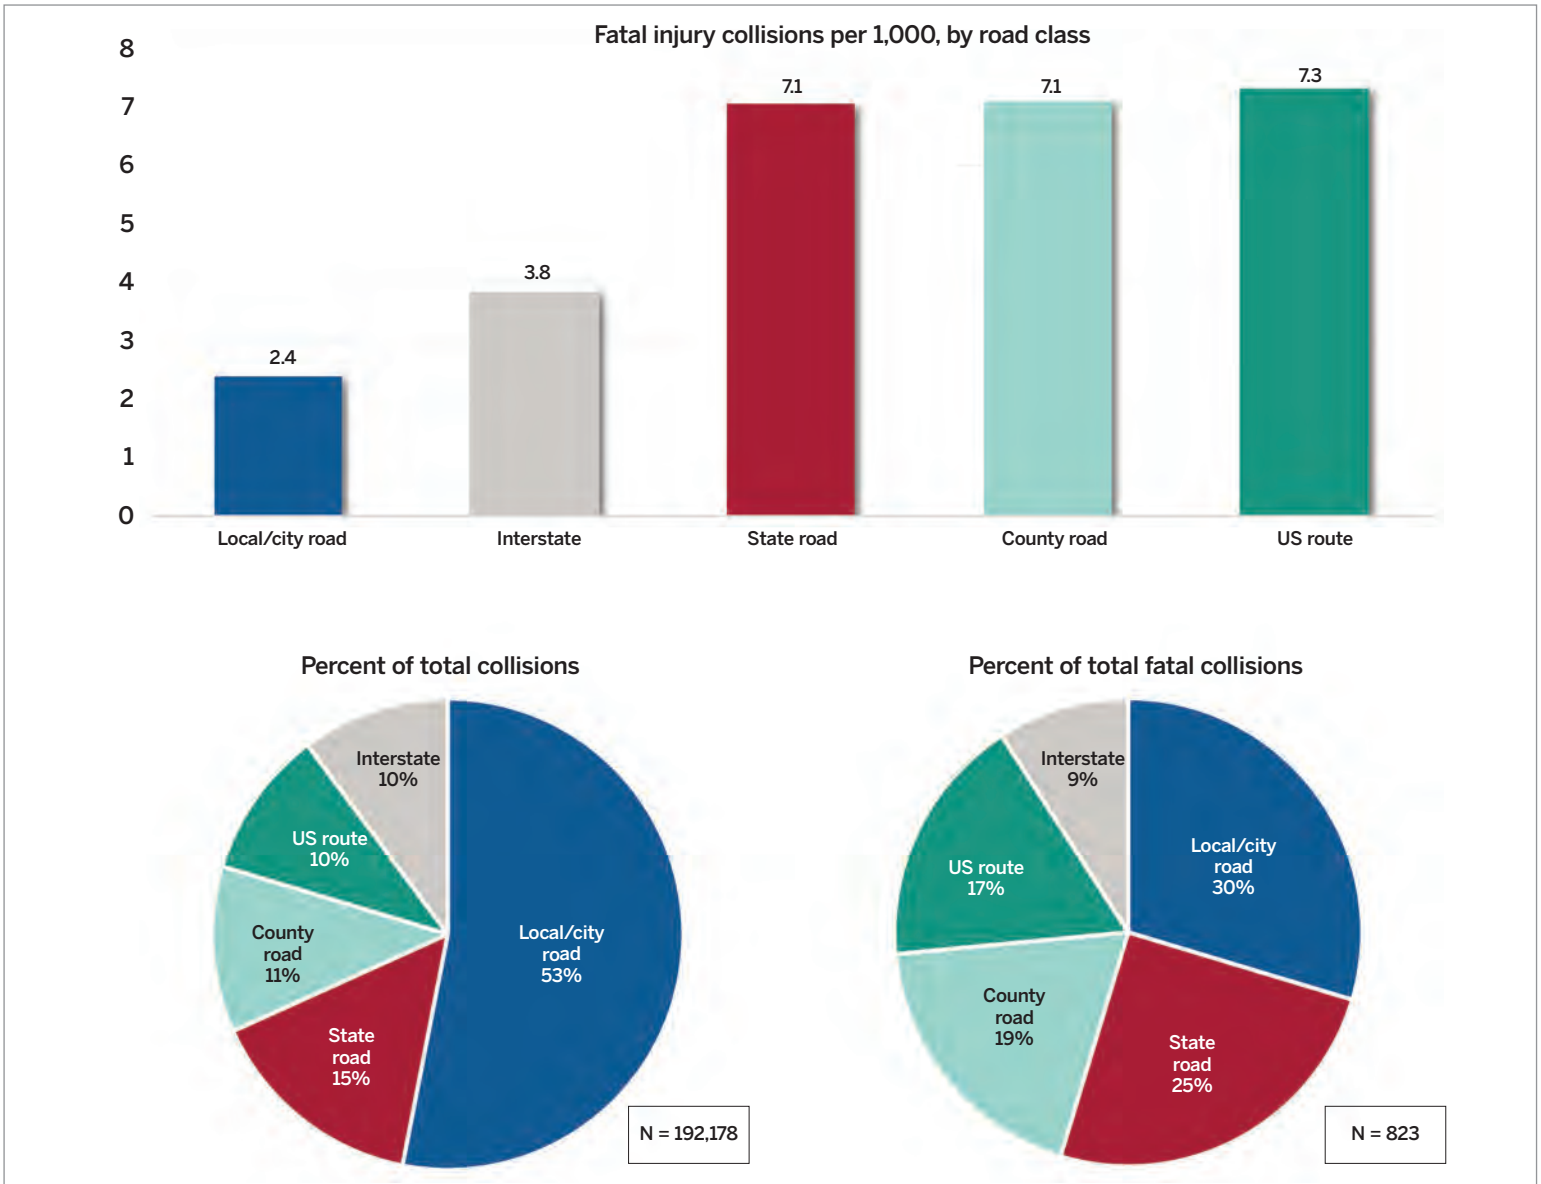 Fatal injury collisions per 1,000, by road class
8
7
6
5
4
3
2
1
0
2.4
3.8
7.1
7.1
7.3
Local/city road
Interstate
State road
County road
US route
Percent of total collisions
Interstate
10%
US route
10%
County
road
11%
State
road
15%
Local/city
road
53%
N = 192,178
Percent of total fatal collisions
Interstate
9%
US route
17%
County
road
19%
State
road
25%
Local/city
road
30%
N = 823